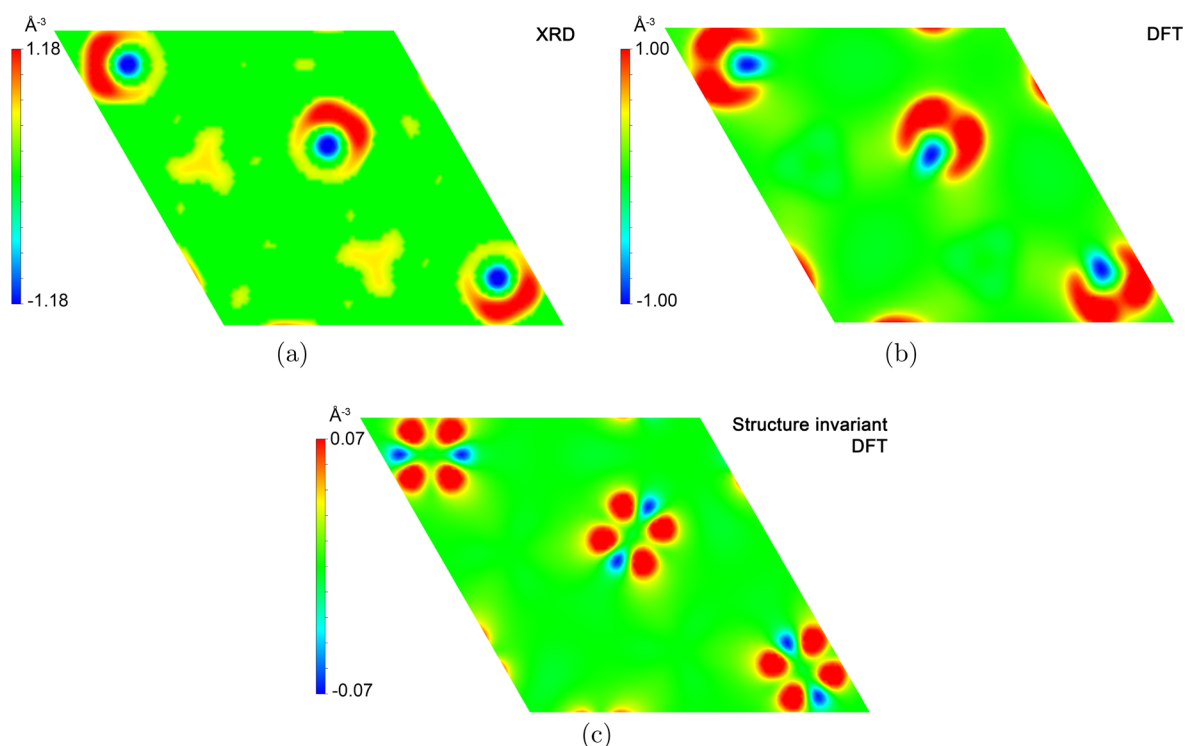 Å-3
XRD
1.18
-1.18
(a)
Å-3
DFT
1.00
-1.00
(b)
Å-3
Structure invariant
DFT
0.07
-0.07
(c)